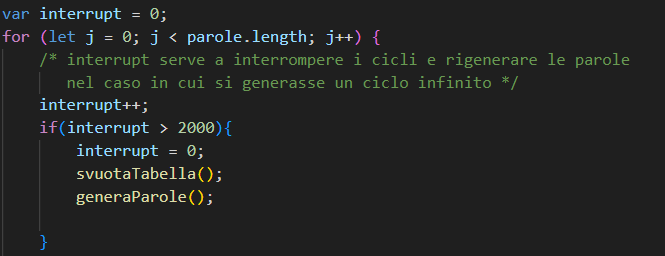 var interrupt = 0;
for (let j = 0; j < parole.length; j++) {
/* interrupt serve a interrompere i cicli e rigenerare le parole
nel caso in cui si generasse un ciclo infinito */
interrupt++;
if(interrupt > 2000){
interrupt = 0;
svuotaTabella();
generaParole();
}